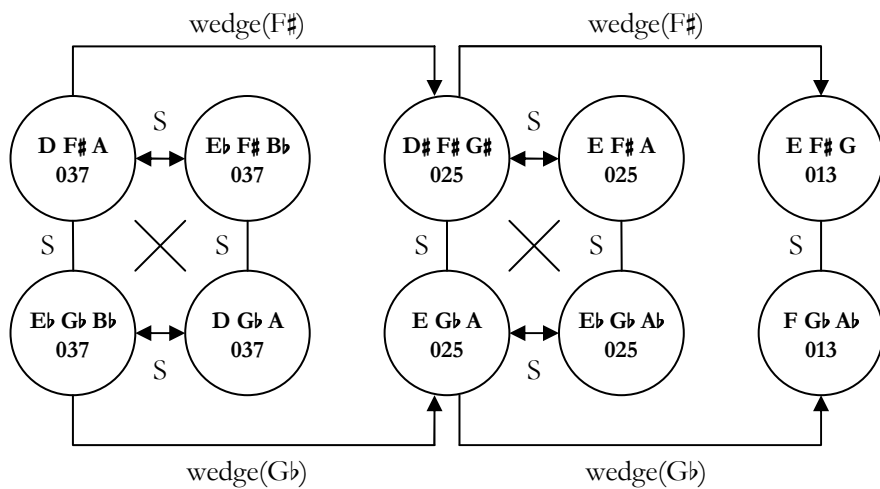 wedge(F♯) wedge(F♯)
S S
D F♯ A E♭ F♯ B♭ D♯ F♯ G♯ E F♯ A E F♯ G
037 037 025 025 013
S S S S S
E♭ G♭ B♭ D G♭ A E G♭ A E♭ G♭ A♭ F G♭ A♭
037 037 025 025 013
S S
wedge(G♭) wedge(G♭)